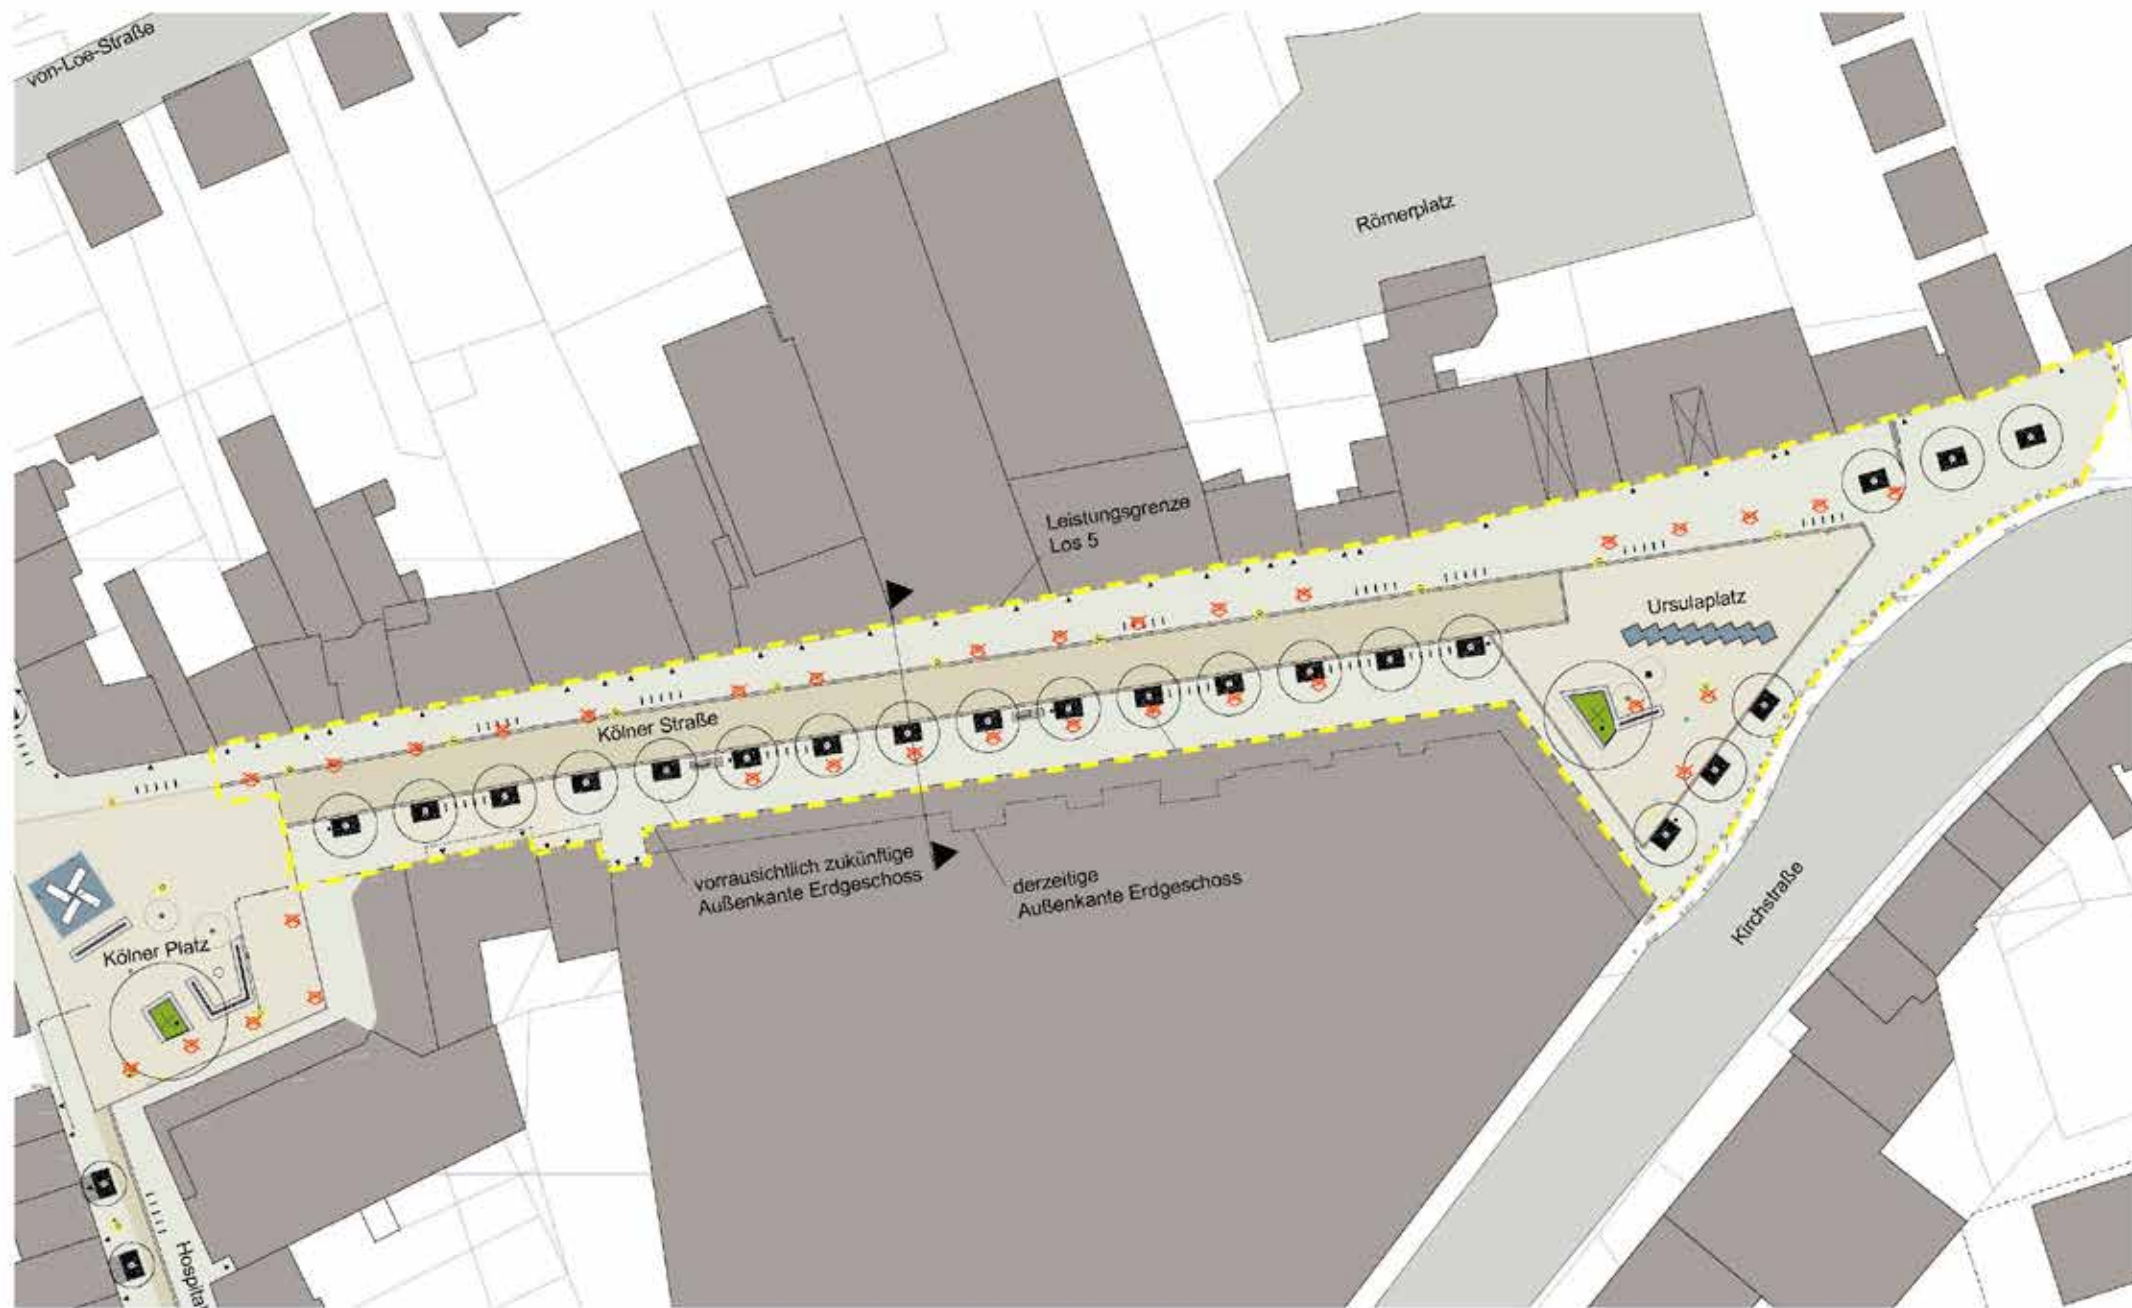 von-Loe-Straße
Römerplatz
Leistungsgrenze
Los 5
Ursulaplatz
Kölner Straße
vorrausichtlich zukünftige
Außenkante Erdgeschoss
derzeitige
Außenkante Erdgeschoss
Kölner Platz
Kirchstraße
Hospital